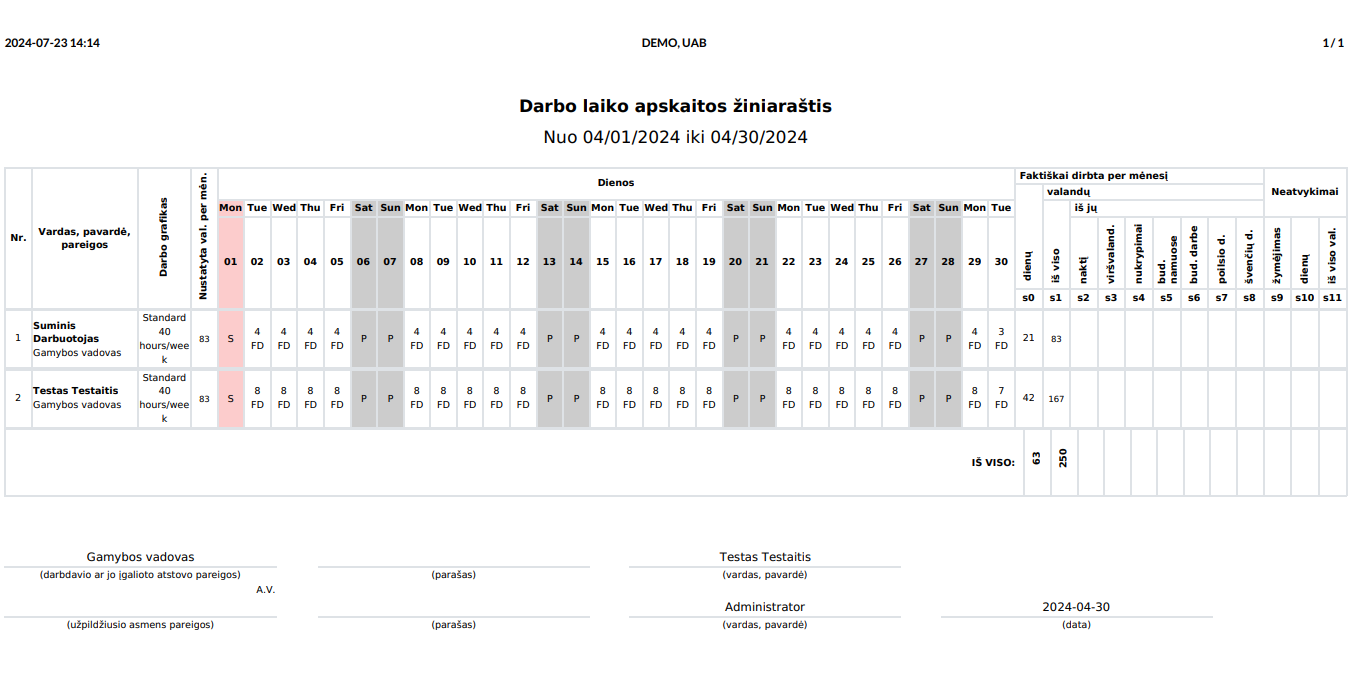 2024-07-23 14:14 DEMO, UAB 1 / 1
Darbo laiko apskaitos žiniaraštis
Nuo 04/01/2024 iki 04/30/2024
Nr. Vardas, pavardė, pareigos Darbo grafikas Nustatyta val. per mėn. Dienos Faktiškai dirbta per mėnesį Neatvykimai
valandų
iš jų
Mon Tue Wed Thu Fri Sat Sun Mon Tue Wed Thu Fri Sat Sun Mon Tue Wed Thu Fri Sat Sun Mon Tue Wed Thu Fri Sat Sun Mon Tue
01 02 03 04 05 06 07 08 09 10 11 12 13 14 15 16 17 18 19 20 21 22 23 24 25 26 27 28 29 30
dienų iš viso naktį viršvaland. nukrypimai bud. namuose bud. darbe poilsio d. švenčių d. žymėjimas dienų iš viso val.
s0 s1 s2 s3 s4 s5 s6 s7 s8 s9 s10 s11
1 Suminis Darbuotojas Gamybos vadovas Standard 40 hours/week 83 S 4 FD 4 FD 4 FD 4 FD P P 4 FD 4 FD 4 FD 4 FD 4 FD P P 4 FD 4 FD 4 FD 4 FD 4 FD P P 4 FD 4 FD 4 FD 4 FD 4 FD P P 4 FD 3 FD 21 83
2 Testas Testaitis Gamybos vadovas Standard 40 hours/week 83 S 8 FD 8 FD 8 FD 8 FD P P 8 FD 8 FD 8 FD 8 FD 8 FD P P 8 FD 8 FD 8 FD 8 FD 8 FD P P 8 FD 8 FD 8 FD 8 FD 8 FD P P 8 FD 7 FD 42 167
IŠ VISO: 63 250
Gamybos vadovas Testas Testaitis
(darbdavio ar jo įgalioto atstovo pareigos) (parašas) (vardas, pavardė)
A.V.
Administrator 2024-04-30
(užpildžiusio asmens pareigos) (parašas) (vardas, pavardė) (data)